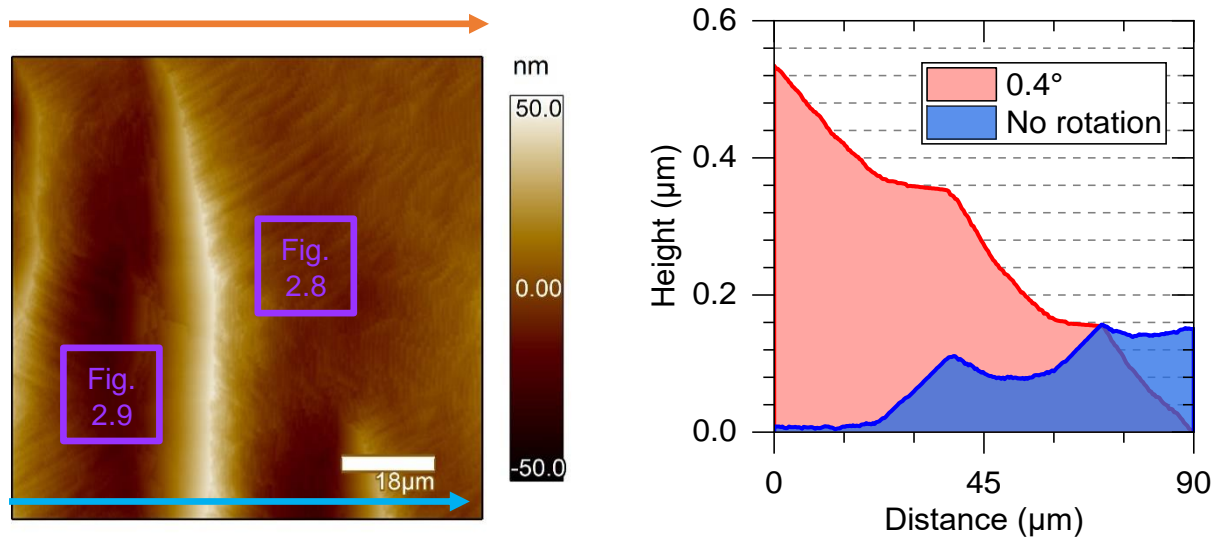 nm
50.0
0.00
-50.0
Fig.
2.8
Fig.
2.9
18µm
0.6
0.4
0.2
0.0
Height (µm)
0.4°
No rotation
0
45
90
Distance (µm)